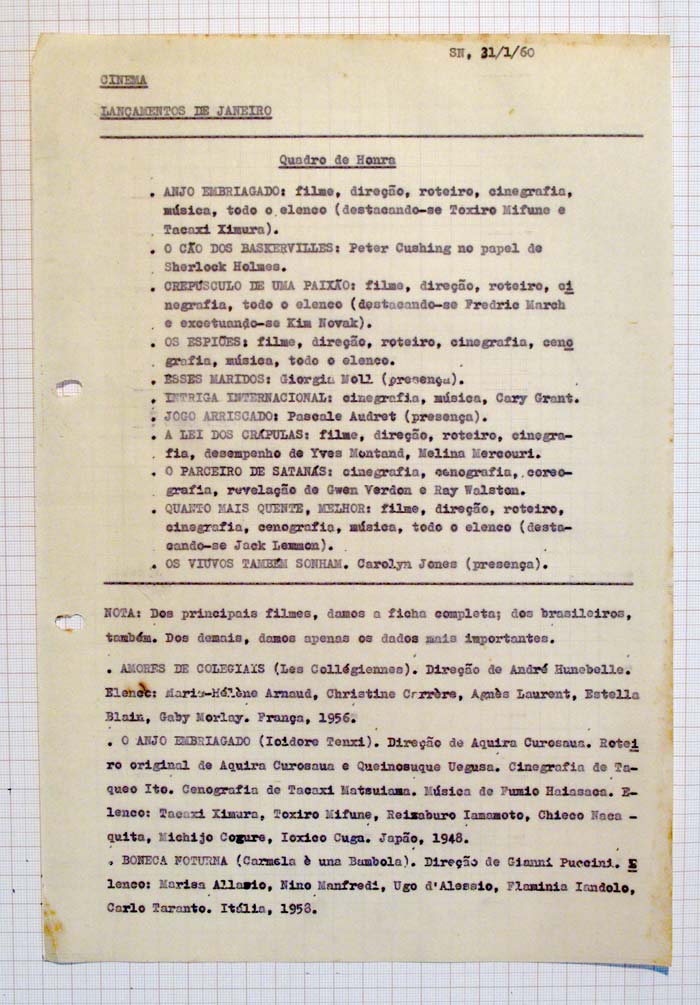 SN, 31/1/60
CINEMA
LANÇAMENTOS DE JANEIRO
Quadro de Honra
. ANJO EMBRIAGADO: filme, direção, roteiro, cinegrafia,
música, todo o elenco (destacando-se Toxiro Mifune e
Tacaxi Ximura).
. O CÃO DOS BASKERVILLES: Peter Cushing no papel de
Sherlock Holmes.
. CREPÚSCULO DE UMA PAIXÃO: filme, direção, roteiro, ci
negrafia, todo o elenco (destacando-se Fredric March
e excetuando-se Kim Novak).
. OS ESPIÕES: filme, direção, roteiro, cinegrafia, ceno
grafia, música, todo o elenco.
. ESSES MARIDOS: Giorgia Moll (presença).
. INTRIGA INTERNACIONAL: cinegrafia, música, Cary Grant.
. JOGO ARRISCADO: Pascale Audret (presença).
. A LEI DOS CRÁPULAS: filme, direção, roteiro, cinegra-
fia, desempenho de Yves Montand, Melina Mercouri.
. O PARCEIRO DE SATANÁS: cinegrafia, cenografia, coreo-
grafia, revelação de Gwen Verdon e Ray Walston.
. QUANTO MAIS QUENTE, MELHOR: filme, direção, roteiro,
cinegrafia, cenografia, música, todo o elenco (desta-
cando-se Jack Lemmon).
. OS VIUVOS TAMBÉM SONHAM. Carolyn Jones (presença).
NOTA: Dos principais filmes, damos a ficha completa; dos brasileiros,
também. Dos demais, damos apenas os dados mais importantes.
. AMORES DE COLEGIAIS (Les Collégiennes). Direção de André Hunebelle.
Elenco: Marie-Hélène Arnaud, Christine Carrère, Agnès Laurent, Estella
Blain, Gaby Morlay. França, 1956.
. O ANJO EMBRIAGADO (Ioidore Tenxi). Direção de Aquira Curosaua. Rotei
ro original de Aquira Curosaua e Queinosuque Uegusa. Cinegrafia de Ta-
queo Ito. Cenografia de Tacaxi Matsuiama. Música de Fumio Haiasaca. E-
lenco: Tacaxi Ximura, Toxiro Mifune, Reizaburo Iamamoto, Chieco Naca -
quita, Michijo Cogure, Ioxico Cuga. Japão, 1948.
. BONECA NOTURNA (Carmela è una Bambola). Direção de Gianni Puccini. E
lenco: Marisa Allasio, Nino Manfredi, Ugo d'Alessio, Flaminia Iandolo,
Carlo Taranto. Itália, 1958.